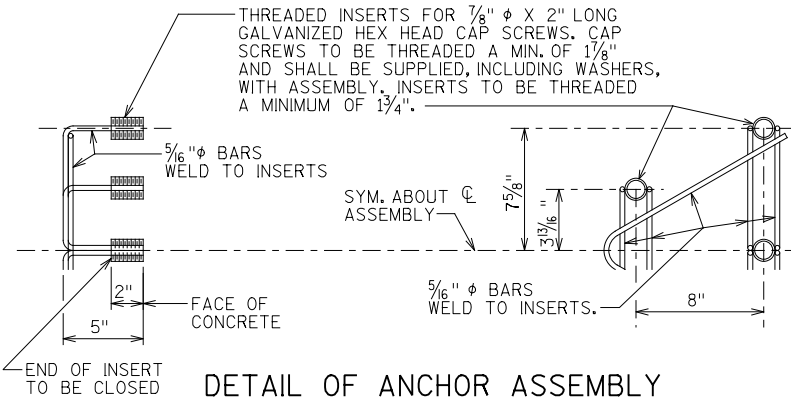 THREADED INSERTS FOR 7/8" φ X 2" LONG
GALVANIZED HEX HEAD CAP SCREWS. CAP
SCREWS TO BE THREADED A MIN. OF 1 7/8"
AND SHALL BE SUPPLIED, INCLUDING WASHERS,
WITH ASSEMBLY. INSERTS TO BE THREADED
A MINIMUM OF 1 3/4".
5/16" φ BARS
WELD TO INSERTS
SYM. ABOUT ℄
ASSEMBLY
7 5/8"
3 13/16"
5/16" φ BARS
WELD TO INSERTS.
8"
2"
5"
FACE OF
CONCRETE
END OF INSERT
TO BE CLOSED
DETAIL OF ANCHOR ASSEMBLY